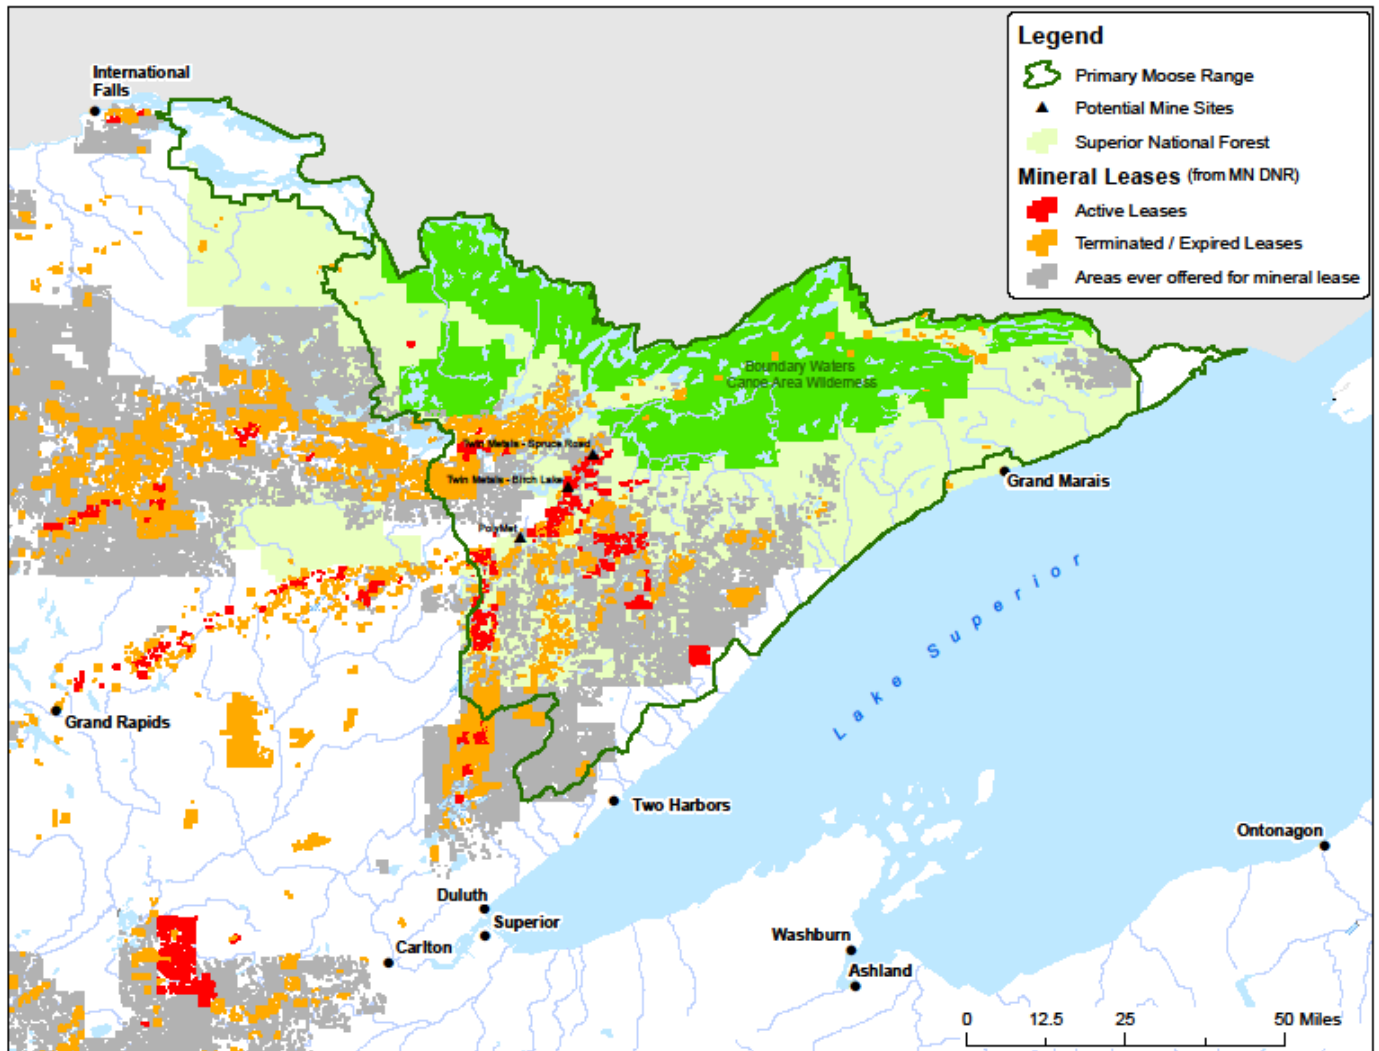 Legend
Primary Moose Range
Potential Mine Sites
Superior National Forest
Mineral Leases (from MN DNR)
Active Leases
Terminated / Expired Leases
Areas ever offered for mineral lease
International
Falls
Boundary Waters
Canoe Area Wilderness
Twin Metals - Spruce Road
Twin Metals - Birch Lake
PolyMet
Grand Marais
Lake Superior
Grand Rapids
Two Harbors
Ontonagon
Duluth
Superior
Carlton
Washburn
Ashland
0 12.5 25 50 Miles